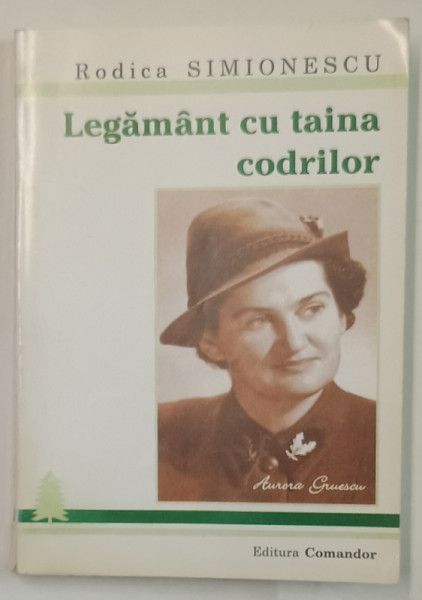 Rodica SIMIONESCU
Legământ cu taina
codrilor
Aurora Gruescu
Editura Comandor